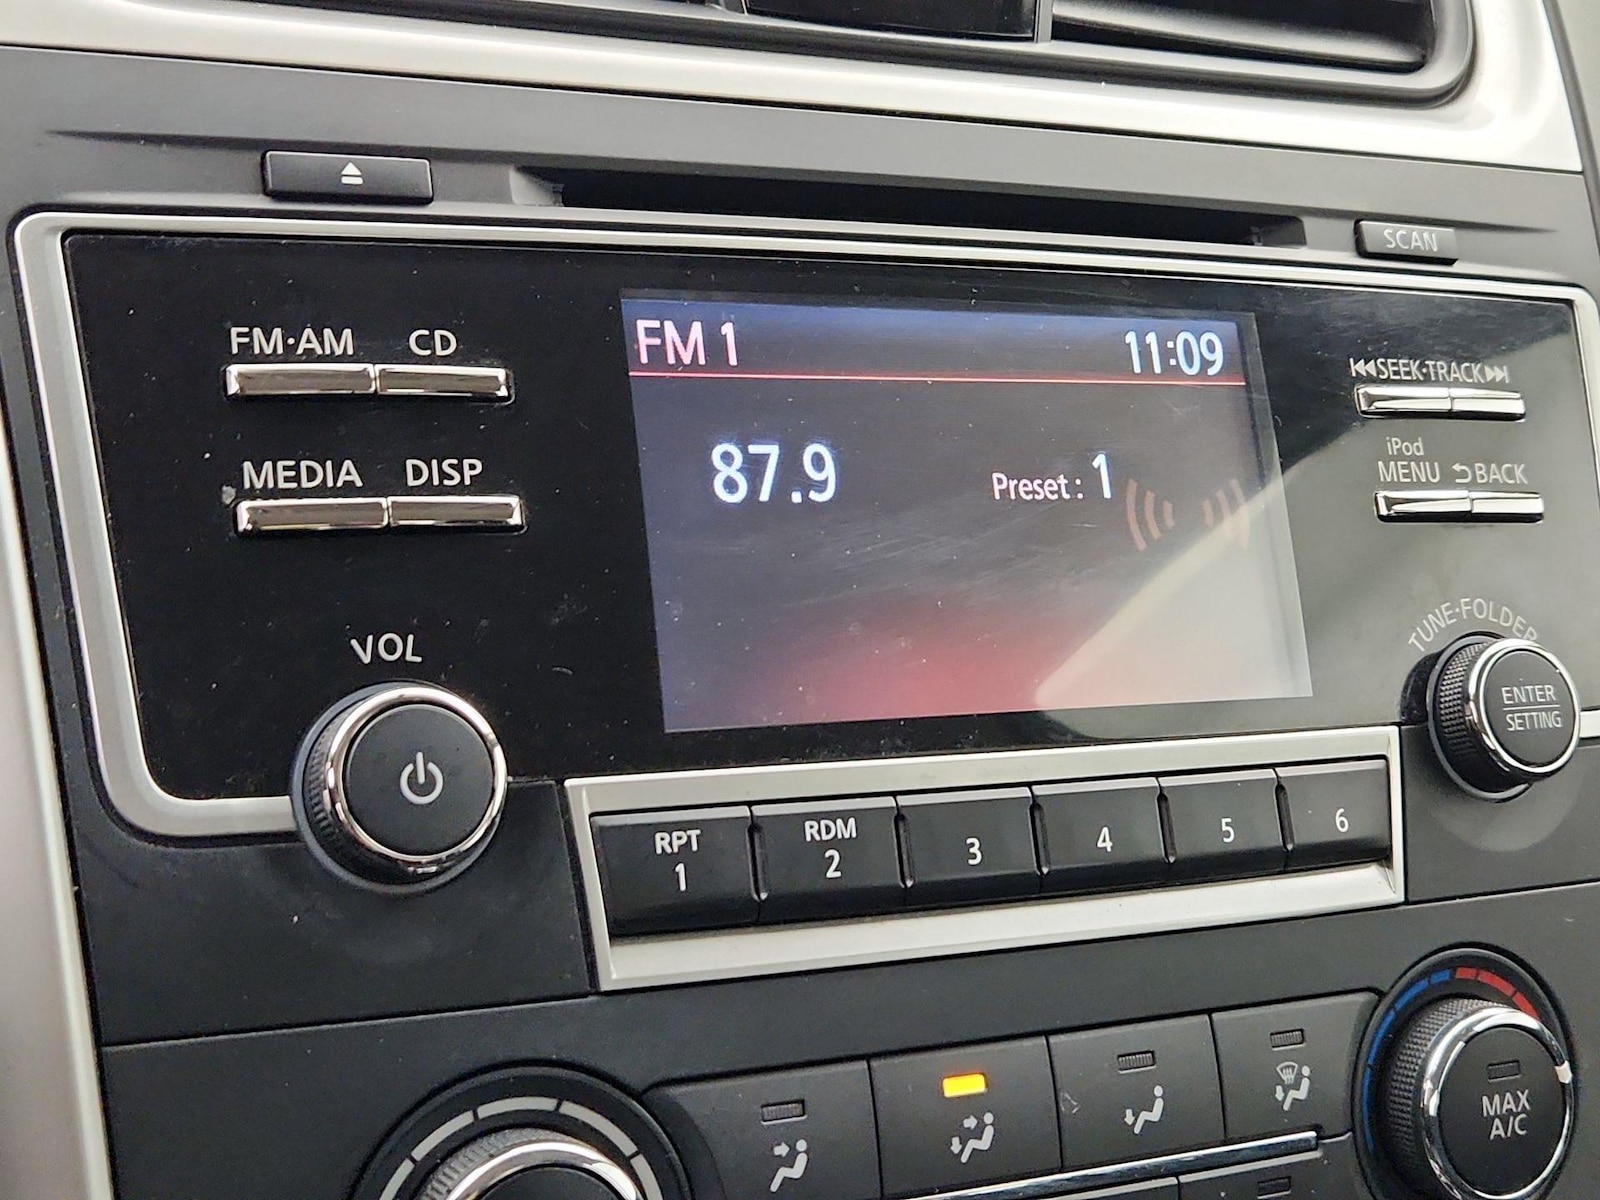 SCAN
FM·AM CD
FM 1 11:09
SEEK·TRACK
87.9 Preset: 1
iPod
MEDIA DISP
MENU BACK
TUNE·FOLDER
VOL
ENTER
SETTING
RPT
1
RDM
2
3
4
5
6
MAX
A/C